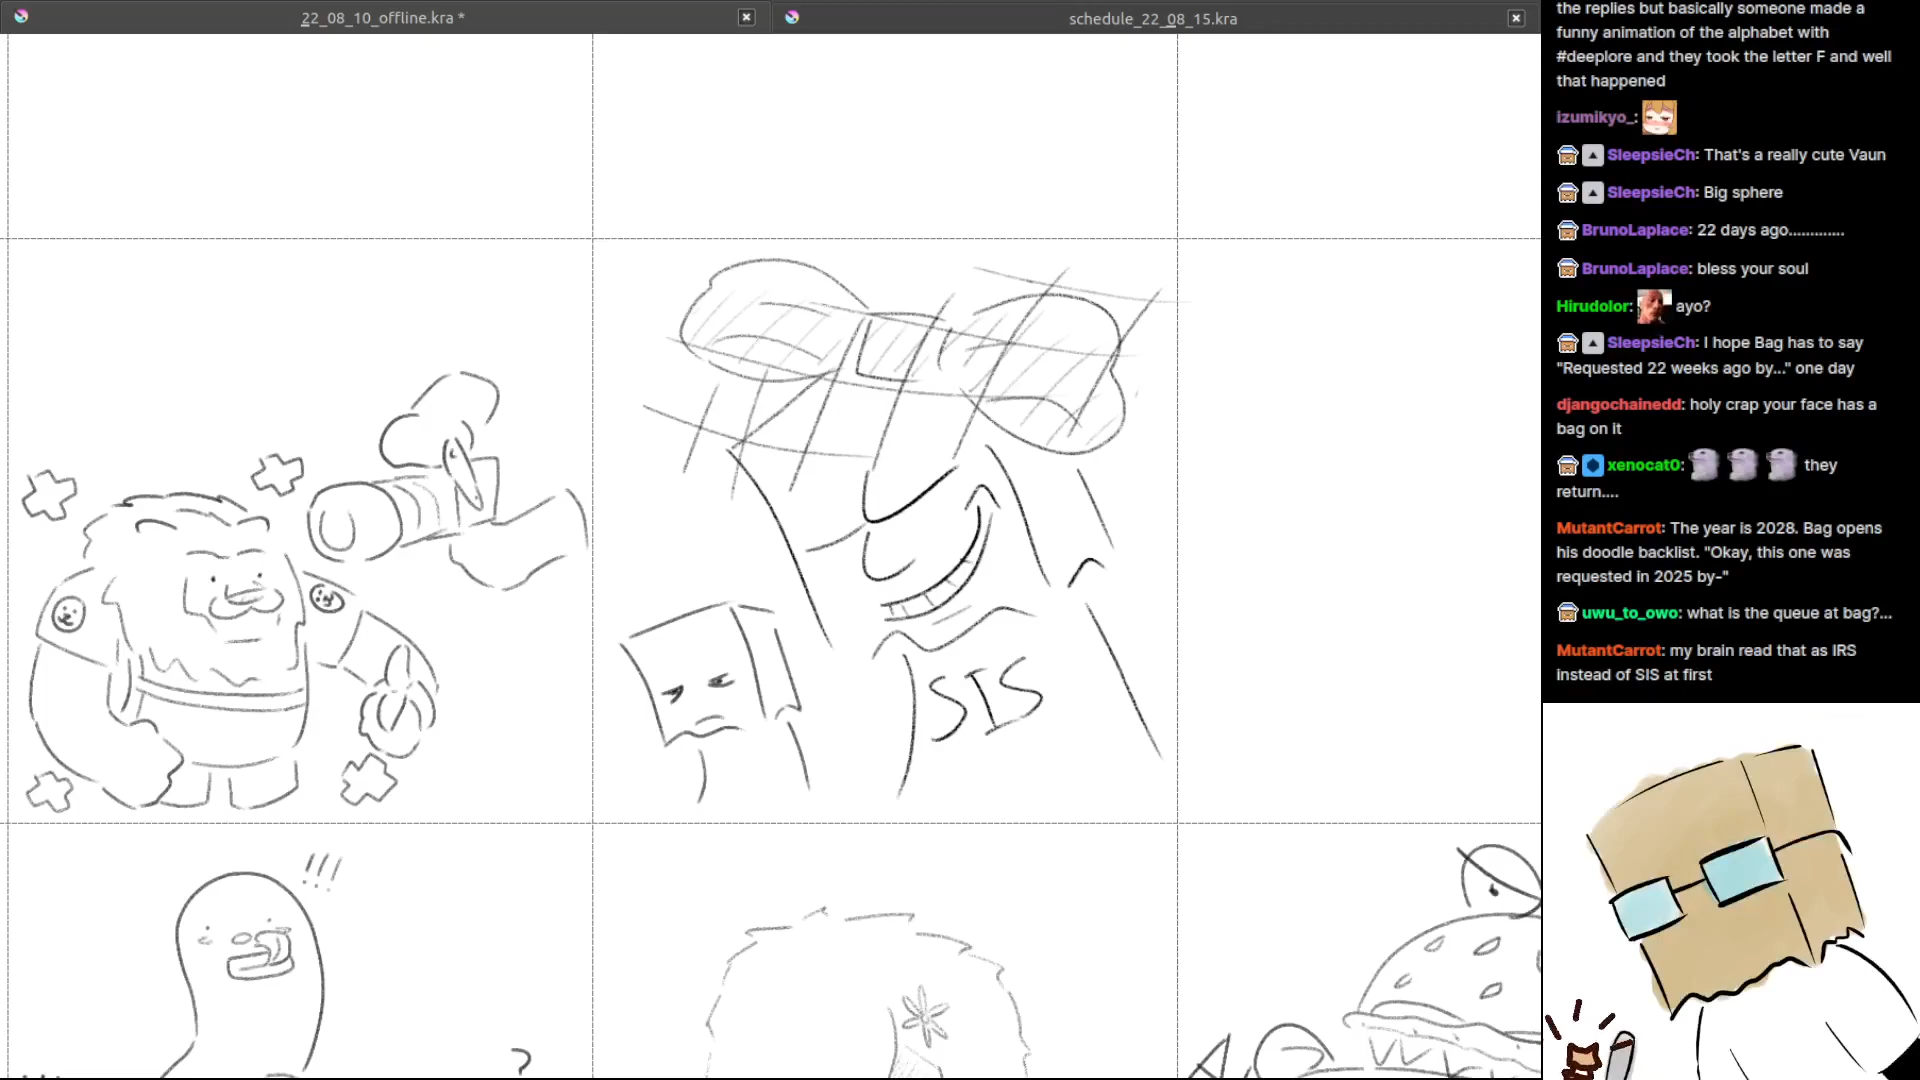 22_08_10_offline.kra *
schedule_22_08_15.kra
!!!
SIS
?
the replies but basically someone made a
funny animation of the alphabet with
#deeplore and they took the letter F and well
that happened
izumikyo_:
SleepsieCh: That's a really cute Vaun
SleepsieCh: Big sphere
BrunoLaplace: 22 days ago.............
BrunoLaplace: bless your soul
Hirudolor: ayo?
SleepsieCh: I hope Bag has to say
"Requested 22 weeks ago by..." one day
djangochainedd: holy crap your face has a
bag on it
xenocat0: they
return....
MutantCarrot: The year is 2028. Bag opens
his doodle backlist. "Okay, this one was
requested in 2025 by-"
uwu_to_owo: what is the queue at bag?...
MutantCarrot: my brain read that as IRS
instead of SIS at first